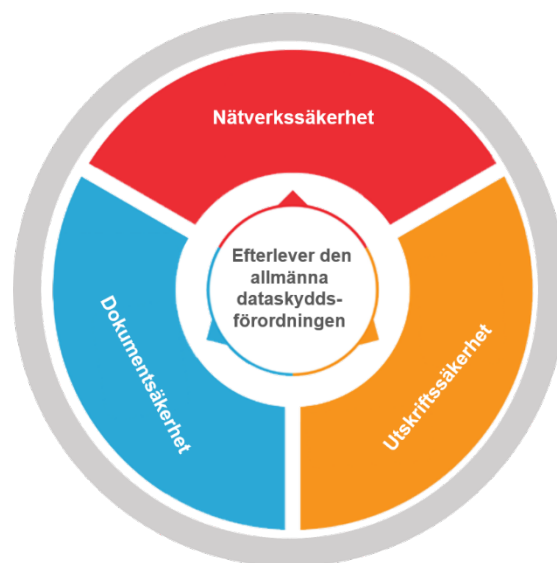 Nätverkssäkerhet
Efterlever den
allmänna
dataskydds-
förordningen
Dokumentsäkerhet
Utskriftssäkerhet